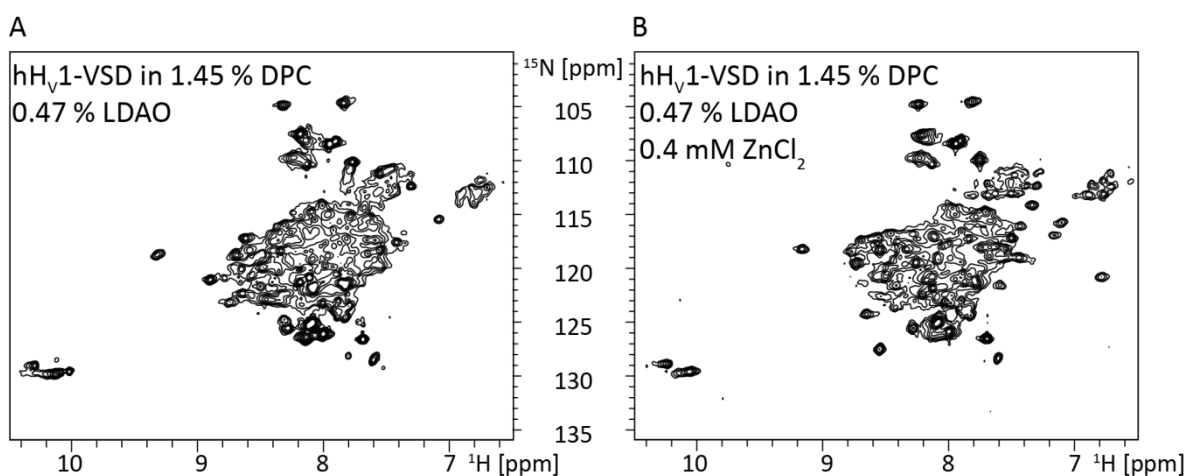 A
B
hH_V1-VSD in 1.45 % DPC
0.47 % LDAO
¹⁵N [ppm]
hH_V1-VSD in 1.45 % DPC
0.47 % LDAO
0.4 mM ZnCl₂
105
110
115
120
125
130
135
10 9 8 7 ¹H [ppm]
10 9 8 7 ¹H [ppm]